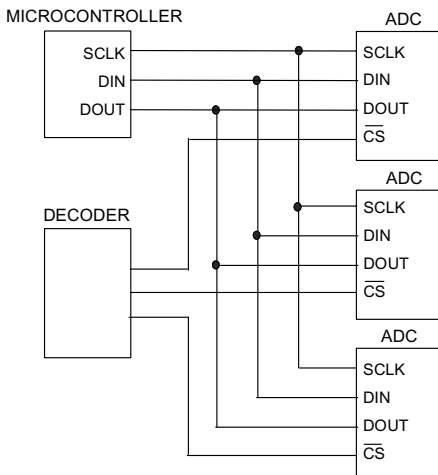 MICROCONTROLLER
SCLK
DIN
DOUT
DECODER
ADC
SCLK
DIN
DOUT
CS
ADC
SCLK
DIN
DOUT
CS
ADC
SCLK
DIN
DOUT
CS